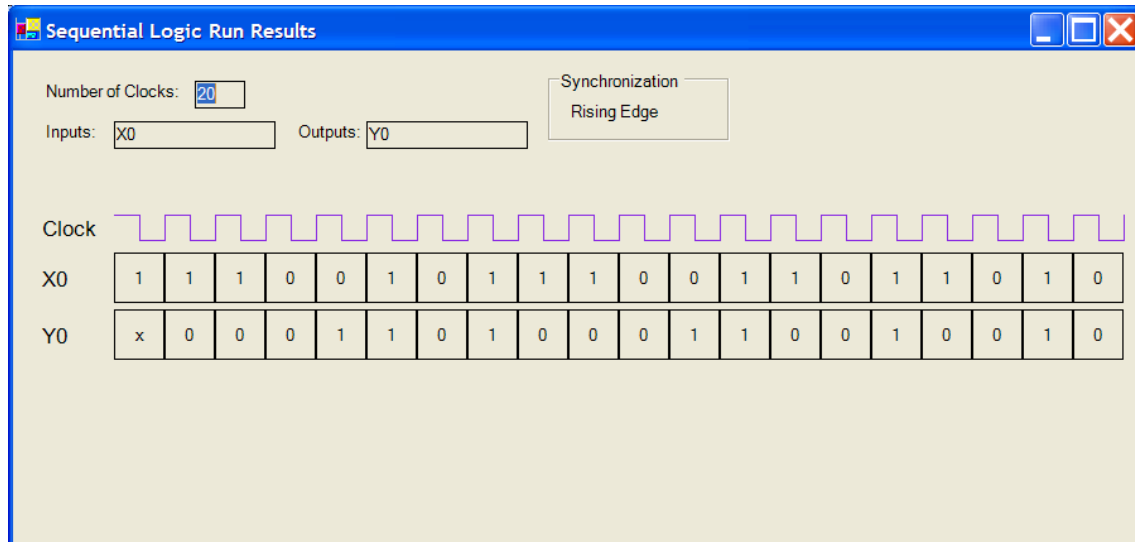 Sequential Logic Run Results
Number of Clocks: 20
Synchronization
Rising Edge
Inputs: X0 Outputs: Y0
Clock
X0 1 1 1 0 0 1 0 1 1 1 0 0 1 1 0 1 1 0 1 0
Y0 x 0 0 0 1 1 0 1 0 0 0 1 1 0 0 1 0 0 1 0